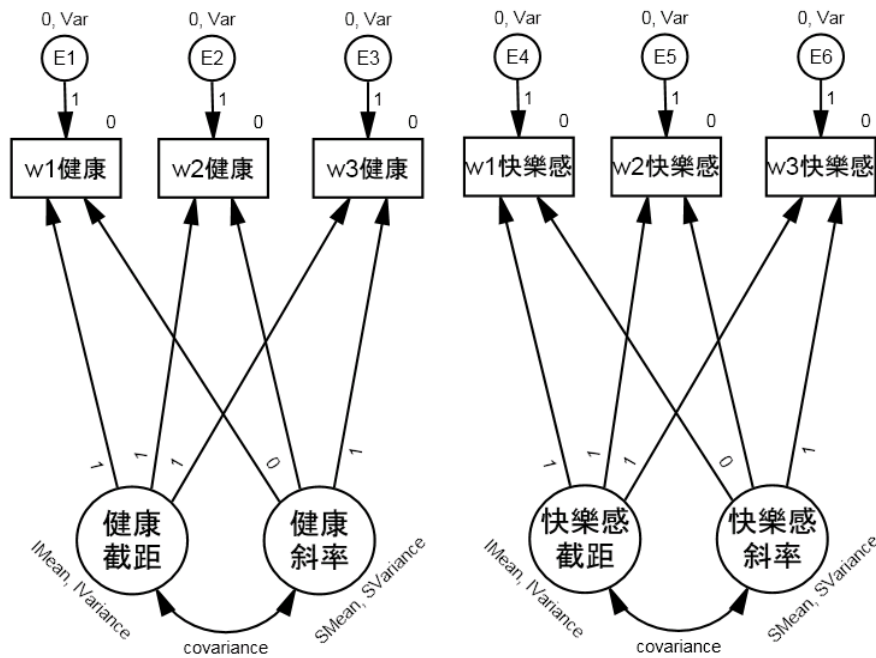 0, Var
0, Var
0, Var
0, Var
0, Var
0, Var
E1
E2
E3
E4
E5
E6
1
1
1
1
1
1
0
0
0
0
0
0
w1健康
w2健康
w3健康
w1快樂感
w2快樂感
w3快樂感
1
1
1
0
1
1
1
1
0
1
健康
截距
健康
斜率
快樂感
截距
快樂感
斜率
IMean, IVariance
SMean, SVariance
IMean, IVariance
SMean, SVariance
covariance
covariance